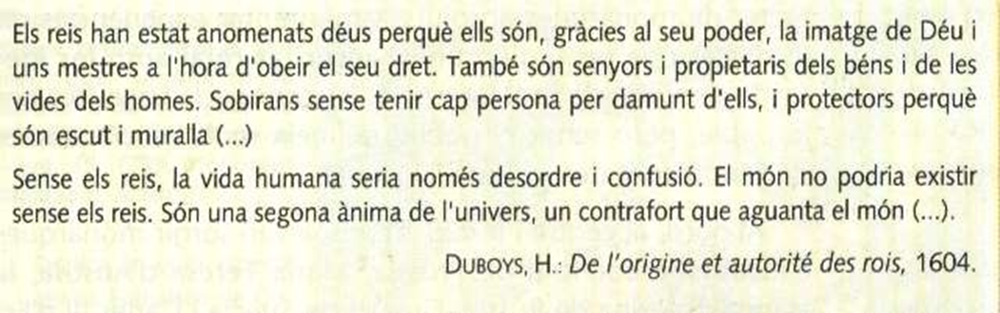 Els reis han estat anomenats déus perquè ells són, gràcies al seu poder, la imatge de Déu i
uns mestres a l'hora d'obeir el seu dret. També són senyors i propietaris dels béns i de les
vides dels homes. Sobirans sense tenir cap persona per damunt d'ells, i protectors perquè
són escut i muralla (...)
Sense els reis, la vida humana seria només desordre i confusió. El món no podria existir
sense els reis. Són una segona ànima de l'univers, un contrafort que aguanta el món (...).
DUBOYS, H.: De l'origine et autorité des rois, 1604.